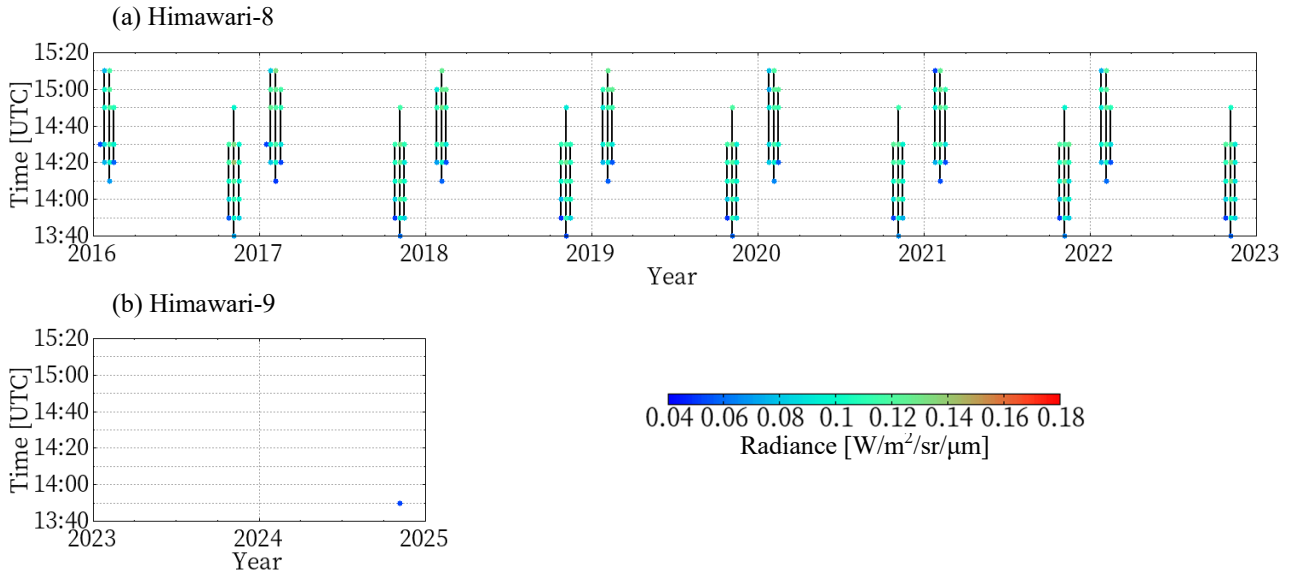 (a) Himawari-8
15:20
15:00
14:40
14:20
14:00
13:40
Time [UTC]
2016 2017 2018 2019 2020 2021 2022 2023
Year
(b) Himawari-9
15:20
15:00
14:40
14:20
14:00
13:40
Time [UTC]
2023 2024 2025
Year
0.04 0.06 0.08 0.1 0.12 0.14 0.16 0.18
Radiance [W/m²/sr/μm]